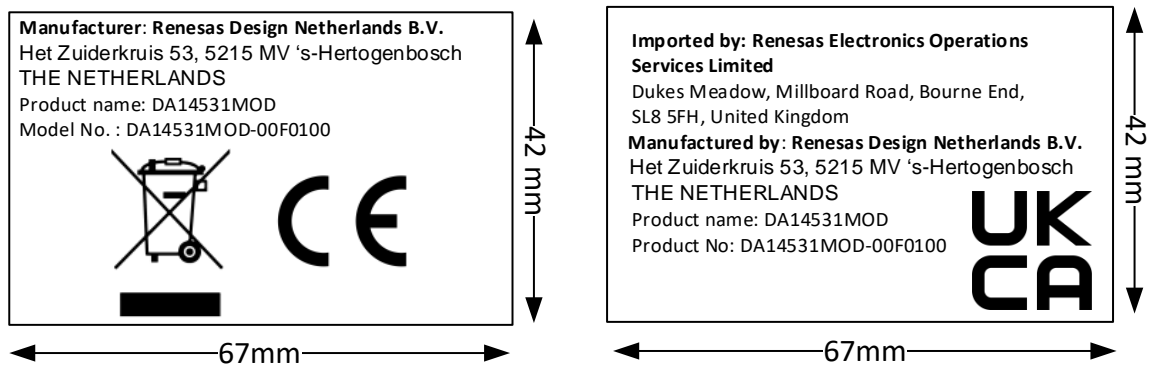 Manufacturer: Renesas Design Netherlands B.V.
Het Zuiderkruis 53, 5215 MV ‘s-Hertogenbosch
THE NETHERLANDS
Product name: DA14531MOD
Model No. : DA14531MOD-00F0100
CE
42 mm
67mm
Imported by: Renesas Electronics Operations
Services Limited
Dukes Meadow, Millboard Road, Bourne End,
SL8 5FH, United Kingdom
Manufactured by: Renesas Design Netherlands B.V.
Het Zuiderkruis 53, 5215 MV ‘s-Hertogenbosch
THE NETHERLANDS
Product name: DA14531MOD
Product No: DA14531MOD-00F0100
UK
CA
42 mm
67mm